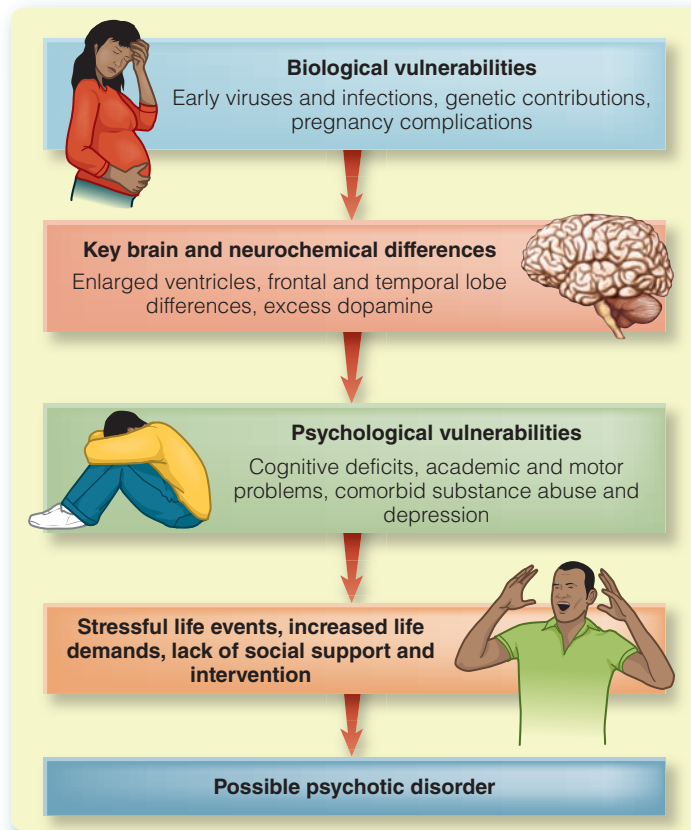 Biological vulnerabilities
Early viruses and infections, genetic contributions,
pregnancy complications
Key brain and neurochemical differences
Enlarged ventricles, frontal and temporal lobe
differences, excess dopamine
Psychological vulnerabilities
Cognitive deficits, academic and motor
problems, comorbid substance abuse and
depression
Stressful life events, increased life
demands, lack of social support and
intervention
Possible psychotic disorder